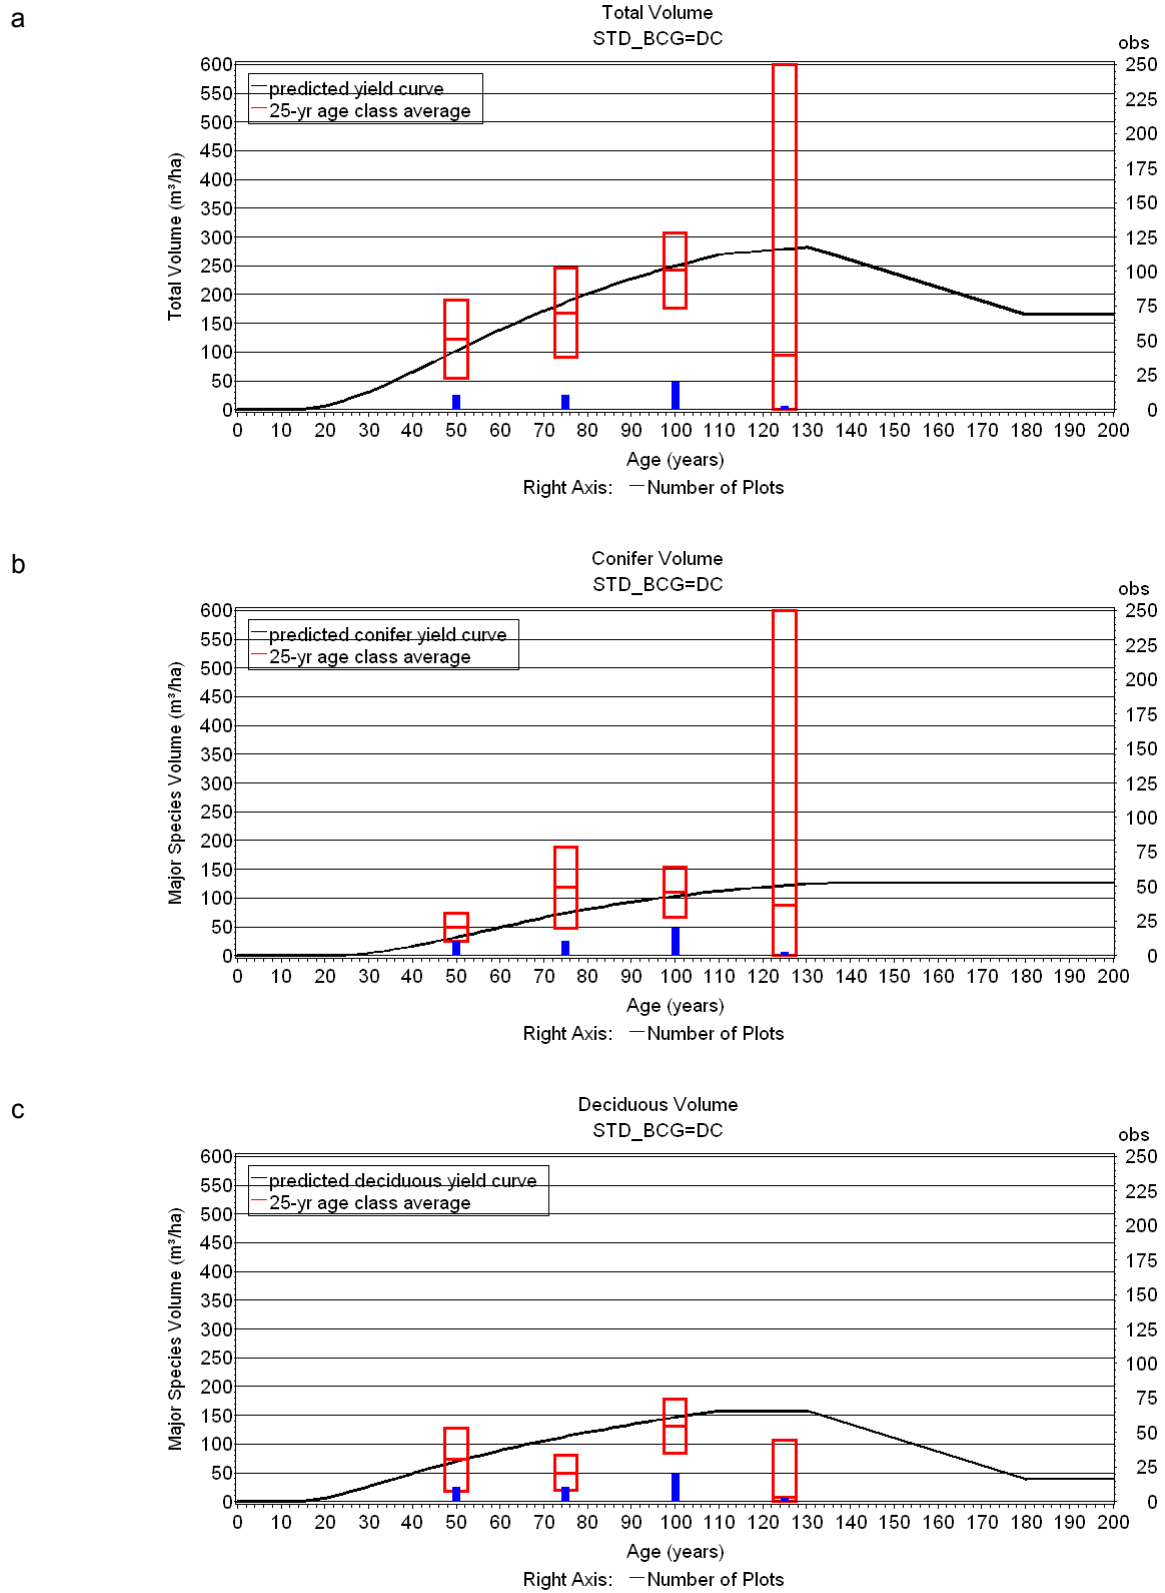 a
Total Volume
STD_BCG=DC
obs
predicted yield curve
25-yr age class average
Total Volume (m³/ha)
600
550
500
450
400
350
300
250
200
150
100
50
0
250
225
200
175
150
125
100
75
50
25
0
0 10 20 30 40 50 60 70 80 90 100 110 120 130 140 150 160 170 180 190 200
Age (years)
Right Axis: — Number of Plots
b
Conifer Volume
STD_BCG=DC
obs
predicted conifer yield curve
25-yr age class average
Major Species Volume (m³/ha)
600
550
500
450
400
350
300
250
200
150
100
50
0
250
225
200
175
150
125
100
75
50
25
0
0 10 20 30 40 50 60 70 80 90 100 110 120 130 140 150 160 170 180 190 200
Age (years)
Right Axis: — Number of Plots
c
Deciduous Volume
STD_BCG=DC
obs
predicted deciduous yield curve
25-yr age class average
Major Species Volume (m³/ha)
600
550
500
450
400
350
300
250
200
150
100
50
0
250
225
200
175
150
125
100
75
50
25
0
0 10 20 30 40 50 60 70 80 90 100 110 120 130 140 150 160 170 180 190 200
Age (years)
Right Axis: — Number of Plots